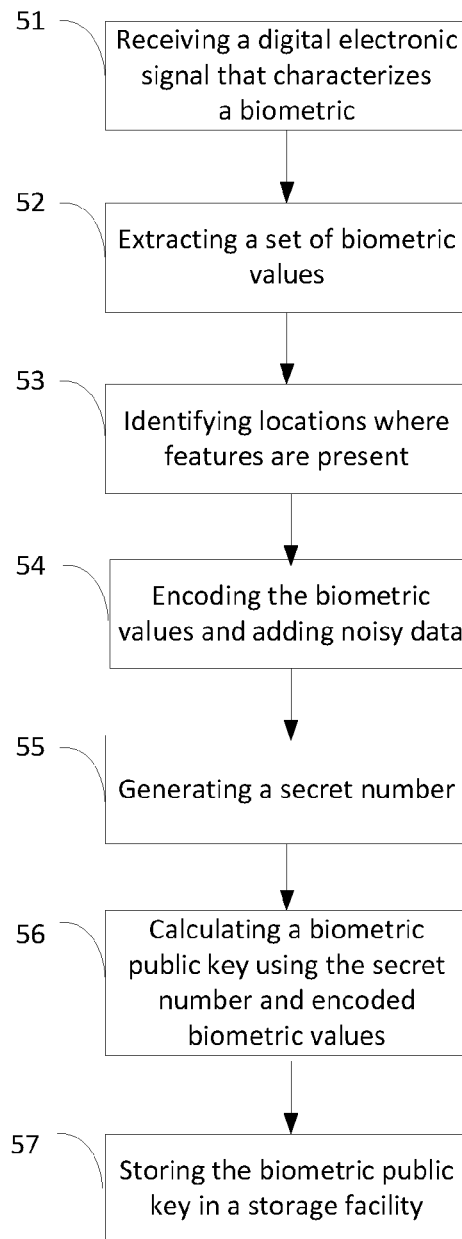 51
Receiving a digital electronic
signal that characterizes
a biometric
52
Extracting a set of biometric
values
53
Identifying locations where
features are present
54
Encoding the biometric
values and adding noisy data
55
Generating a secret number
56
Calculating a biometric
public key using the secret
number and encoded
biometric values
57
Storing the biometric public
key in a storage facility